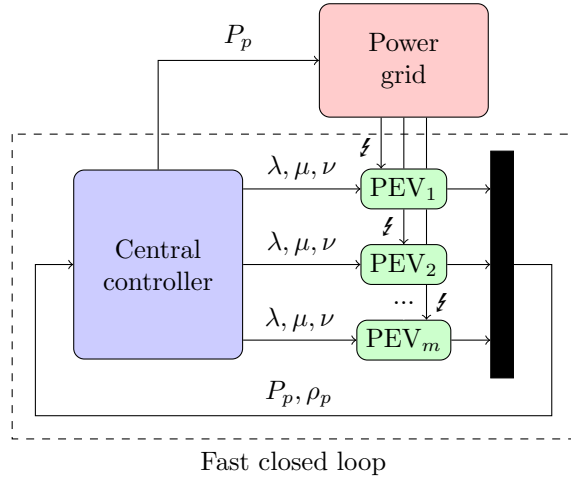 P_p
Power
grid
λ, μ, ν
PEV_1
Central
controller
λ, μ, ν
PEV_2
...
λ, μ, ν
PEV_m
P_p, ρ_p
Fast closed loop